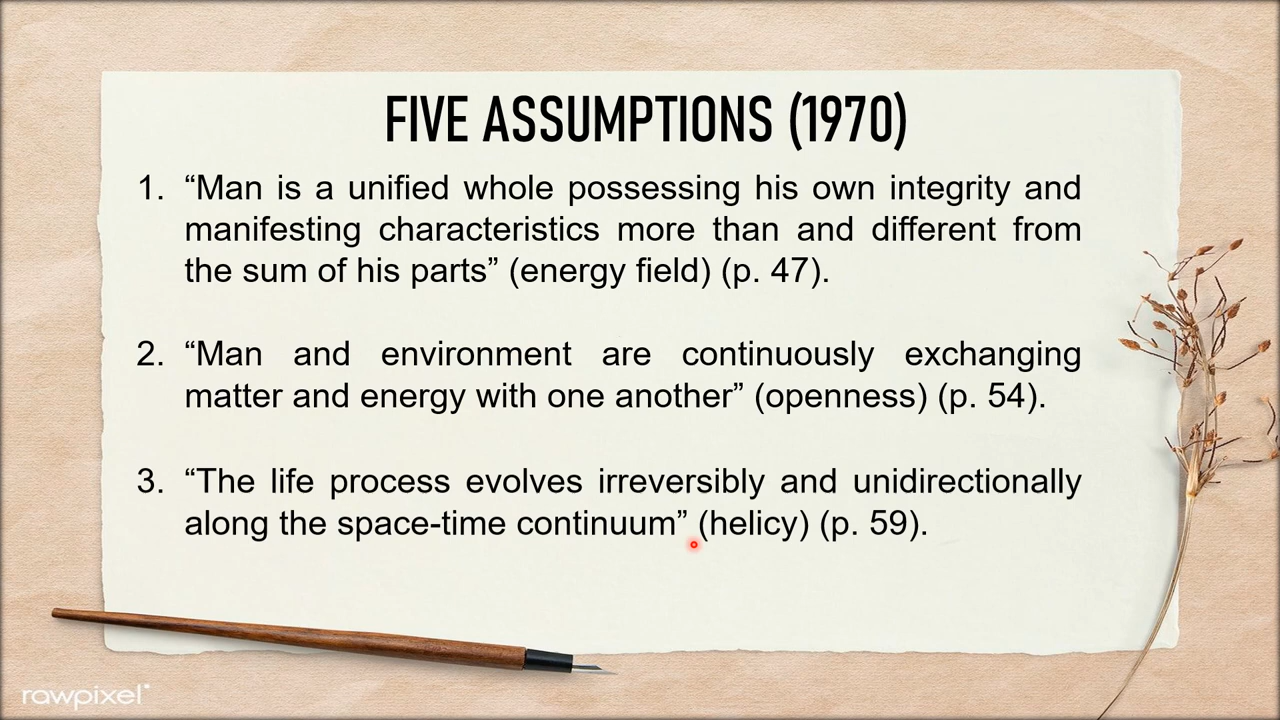 FIVE ASSUMPTIONS (1970)
1. “Man is a unified whole possessing his own integrity and
manifesting characteristics more than and different from
the sum of his parts” (energy field) (p. 47).
2. “Man and environment are continuously exchanging
matter and energy with one another” (openness) (p. 54).
3. “The life process evolves irreversibly and unidirectionally
along the space-time continuum” (helicy) (p. 59).
rawpixel